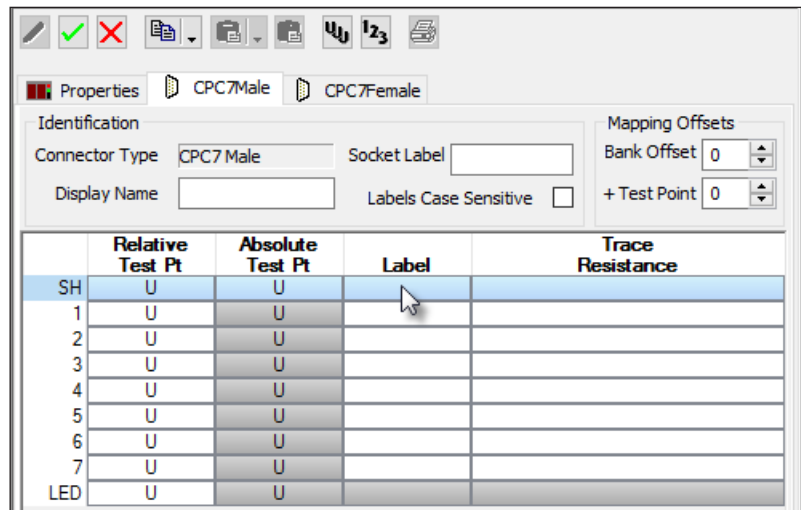 UU 123
Properties CPC7Male CPC7Female
Identification Mapping Offsets
Connector Type CPC7 Male Socket Label Bank Offset 0
Display Name Labels Case Sensitive + Test Point 0
Relative Absolute Trace
Test Pt Test Pt Label Resistance
SH U U
1 U U
2 U U
3 U U
4 U U
5 U U
6 U U
7 U U
LED U U